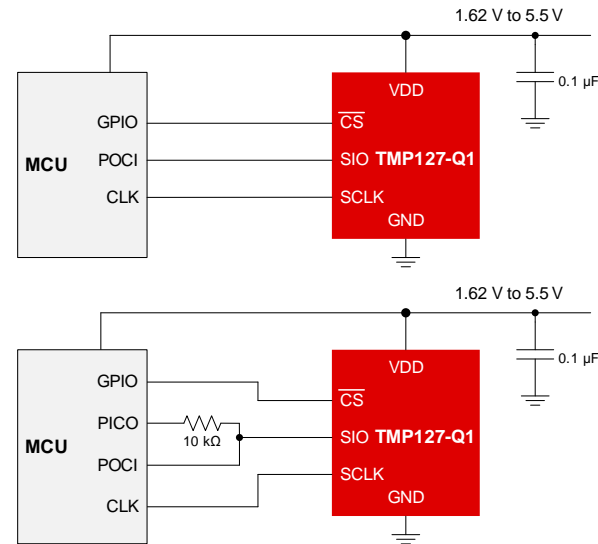 1.62 V to 5.5 V
VDD
0.1 µF
GPIO
CS
MCU
POCI
SIO TMP127-Q1
CLK
SCLK
GND
1.62 V to 5.5 V
VDD
0.1 µF
GPIO
CS
PICO
10 kΩ
SIO TMP127-Q1
MCU
POCI
SCLK
CLK
GND